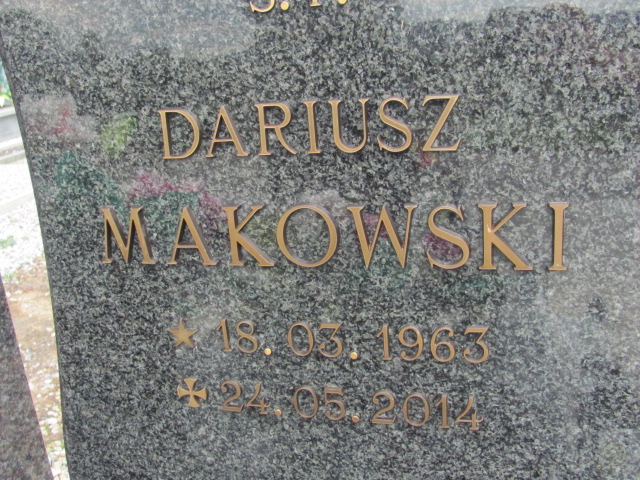 Ś.P.
DARIUSZ
MAKOWSKI
18.03.1963
24.05.2014